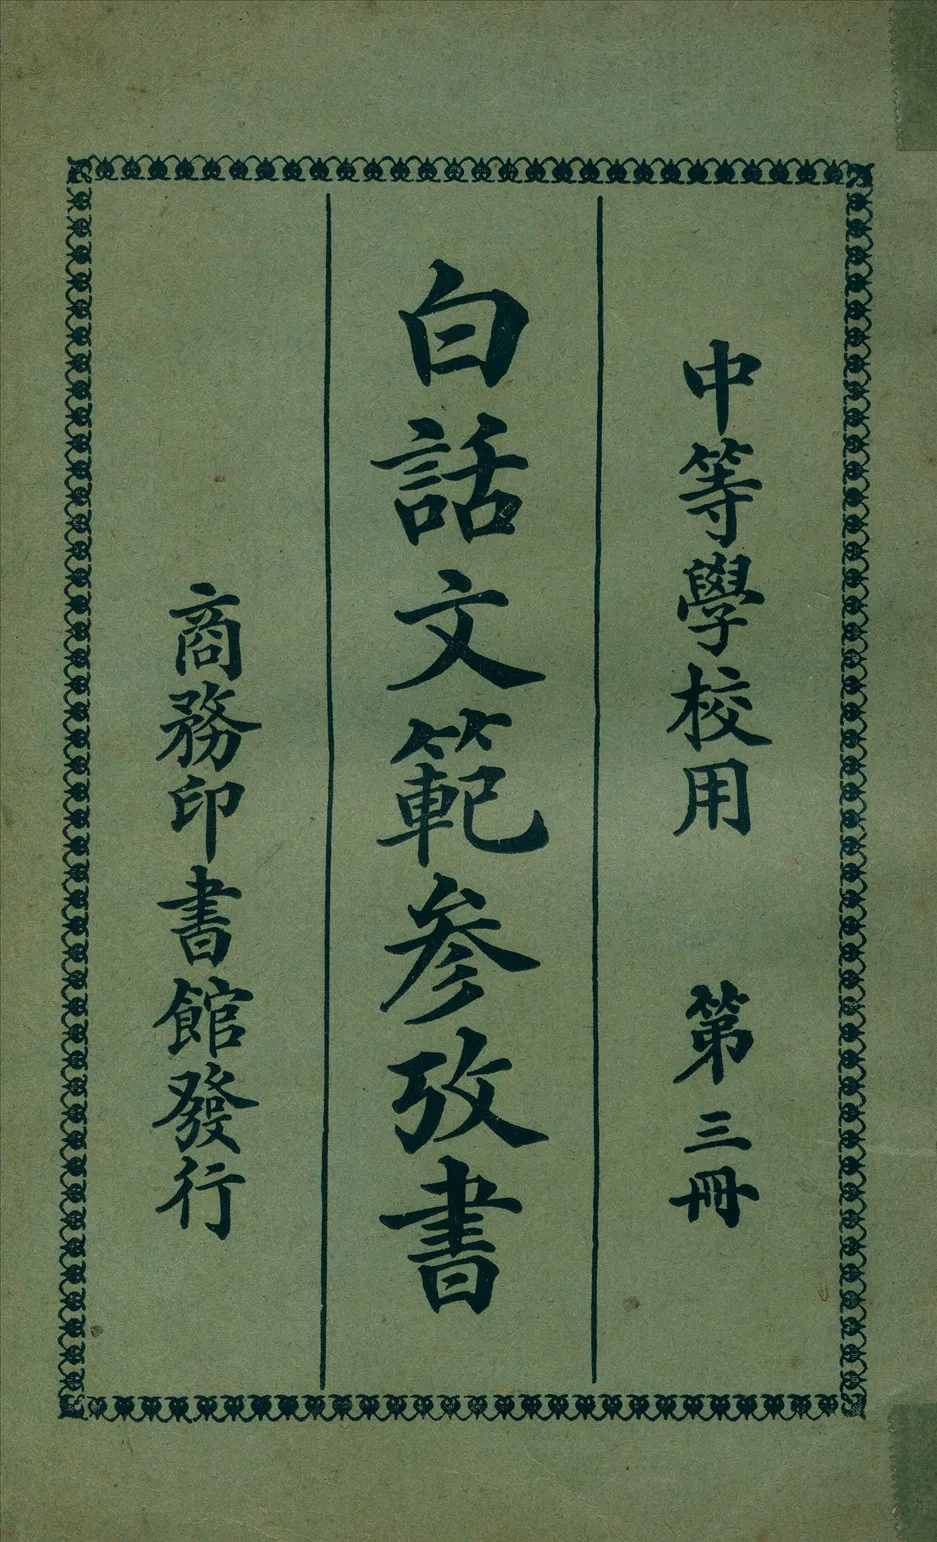 中等學校用 第三冊
白話文範參攷書
商務印書館發行